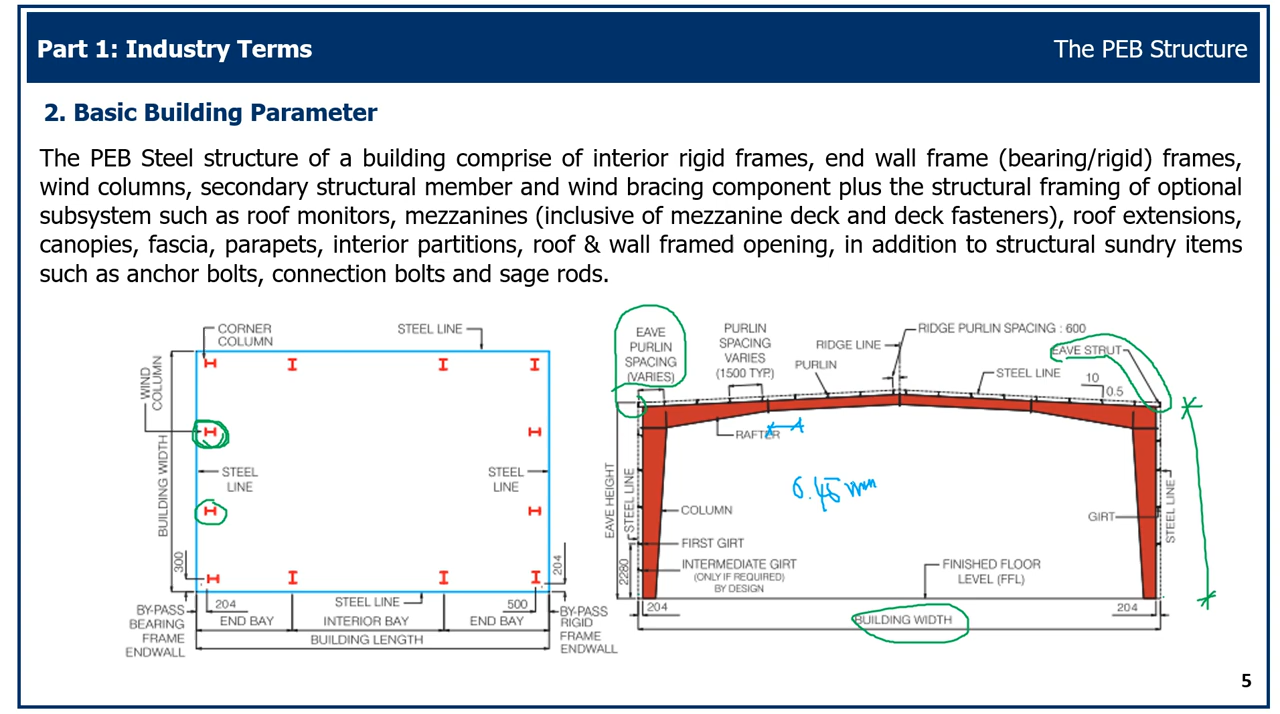 Part 1: Industry Terms
The PEB Structure
2. Basic Building Parameter
The PEB Steel structure of a building comprise of interior rigid frames, end wall frame (bearing/rigid) frames,
wind columns, secondary structural member and wind bracing component plus the structural framing of optional
subsystem such as roof monitors, mezzanines (inclusive of mezzanine deck and deck fasteners), roof extensions,
canopies, fascia, parapets, interior partitions, roof & wall framed opening, in addition to structural sundry items
such as anchor bolts, connection bolts and sage rods.
CORNER
COLUMN
STEEL LINE
WIND
COLUMN
BUILDING WIDTH
STEEL
LINE
STEEL
LINE
300
204
204
STEEL LINE
500
BY-PASS
BEARING
FRAME
ENDWALL
END BAY
INTERIOR BAY
END BAY
BUILDING LENGTH
BY-PASS
RIGID
FRAME
ENDWALL
EAVE
PURLIN
SPACING
(VARIES)
PURLIN
SPACING
VARIES
(1500 TYP.)
RIDGE PURLIN SPACING : 600
RIDGE LINE
PURLIN
EAVE STRUT
STEEL LINE
10
0.5
RAFTER
0.45 mm
EAVE HEIGHT
STEEL LINE
COLUMN
GIRT
STEEL LINE
FIRST GIRT
2280
INTERMEDIATE GIRT
(ONLY IF REQUIRED)
BY DESIGN
FINISHED FLOOR
LEVEL (FFL)
204
204
BUILDING WIDTH
5